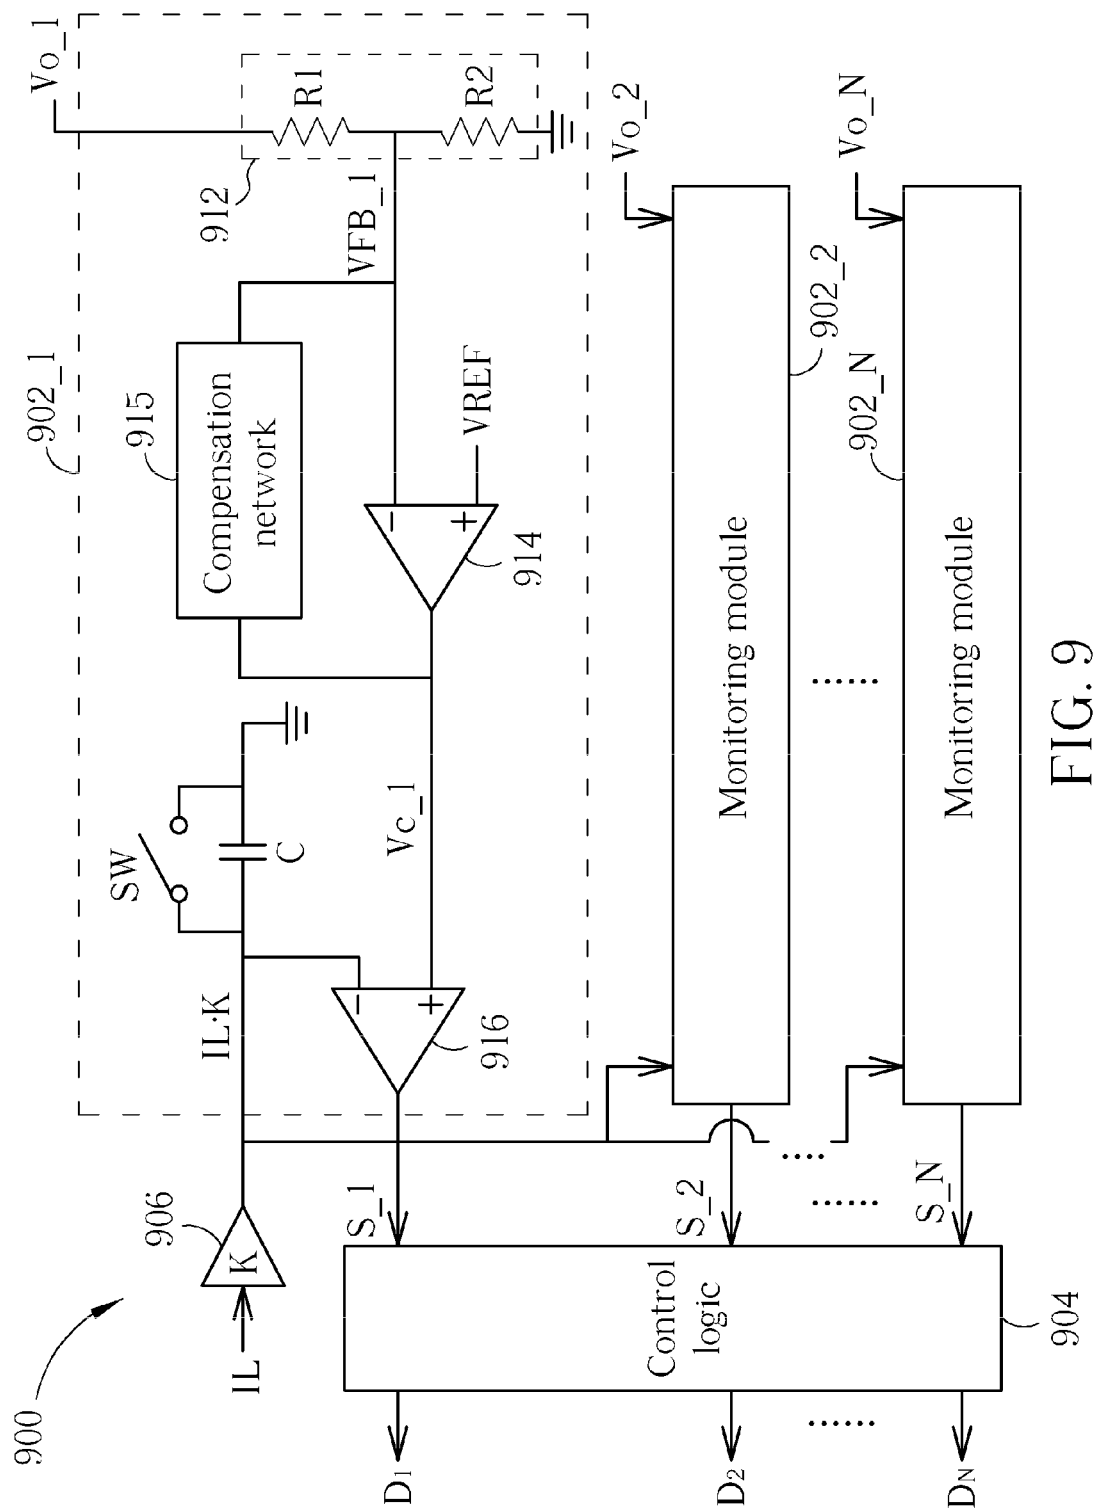 900
IL
K
906
IL·K
SW
C
902_1
915
Compensation
network
Vo_1
912
R1
R2
VFB_1
VREF
−
+
914
Vc_1
−
+
916
S_1
Vo_2
Monitoring module
902_2
S_2
......
Vo_N
Monitoring module
902_N
S_N
......
....
Control
logic
904
D1
D2
......
DN
FIG. 9